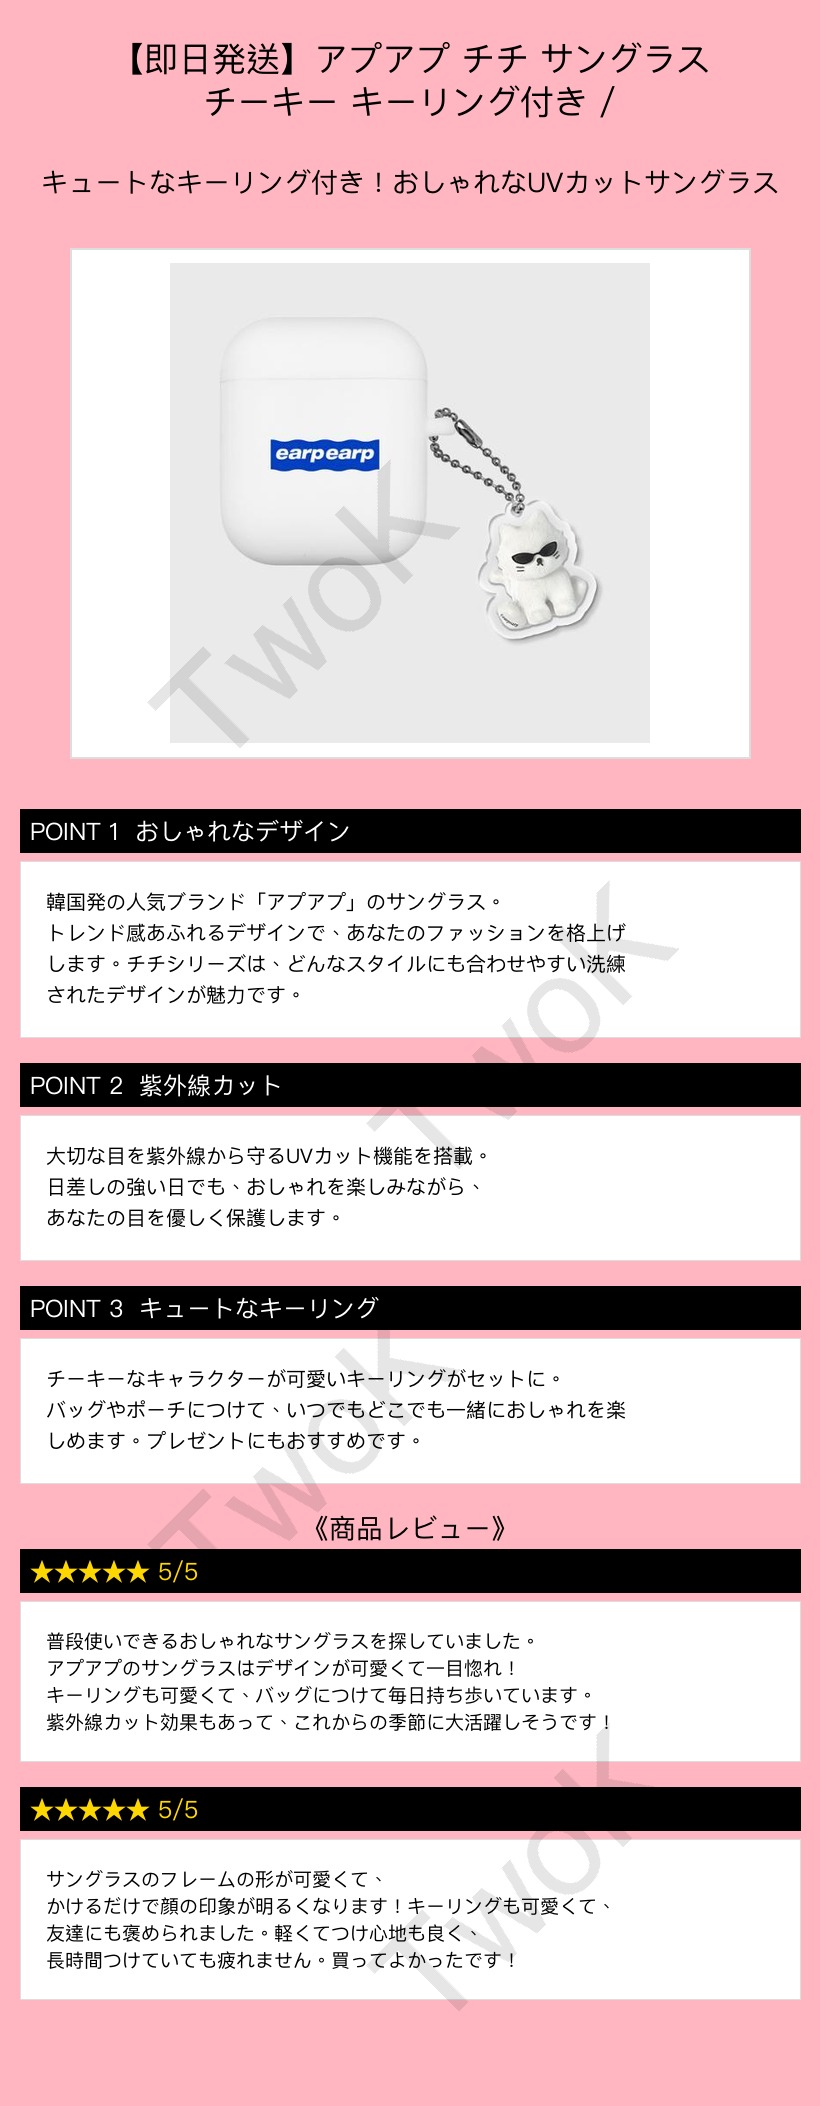 【即日発送】アプアプ チチ サングラス
チーキー キーリング付き /
キュートなキーリング付き！おしゃれなUVカットサングラス
earp earp
TwoK
POINT 1 おしゃれなデザイン
韓国発の人気ブランド「アプアプ」のサングラス。
トレンド感あふれるデザインで、あなたのファッションを格上げ
します。チチシリーズは、どんなスタイルにも合わせやすい洗練
されたデザインが魅力です。
TwoK
POINT 2 紫外線カット
大切な目を紫外線から守るUVカット機能を搭載。
日差しの強い日でも、おしゃれを楽しみながら、
あなたの目を優しく保護します。
POINT 3 キュートなキーリング
チーキーなキャラクターが可愛いキーリングがセットに。
バッグやポーチにつけて、いつでもどこでも一緒におしゃれを楽
しめます。プレゼントにもおすすめです。
TwoK
《商品レビュー》
★★★★★ 5/5
普段使いできるおしゃれなサングラスを探していました。
アプアプのサングラスはデザインが可愛くて一目惚れ！
キーリングも可愛くて、バッグにつけて毎日持ち歩いています。
紫外線カット効果もあって、これからの季節に大活躍しそうです！
★★★★★ 5/5
サングラスのフレームの形が可愛くて、
かけるだけで顔の印象が明るくなります！キーリングも可愛くて、
友達にも褒められました。軽くてつけ心地も良く、
長時間つけていても疲れません。買ってよかったです！
TwoK